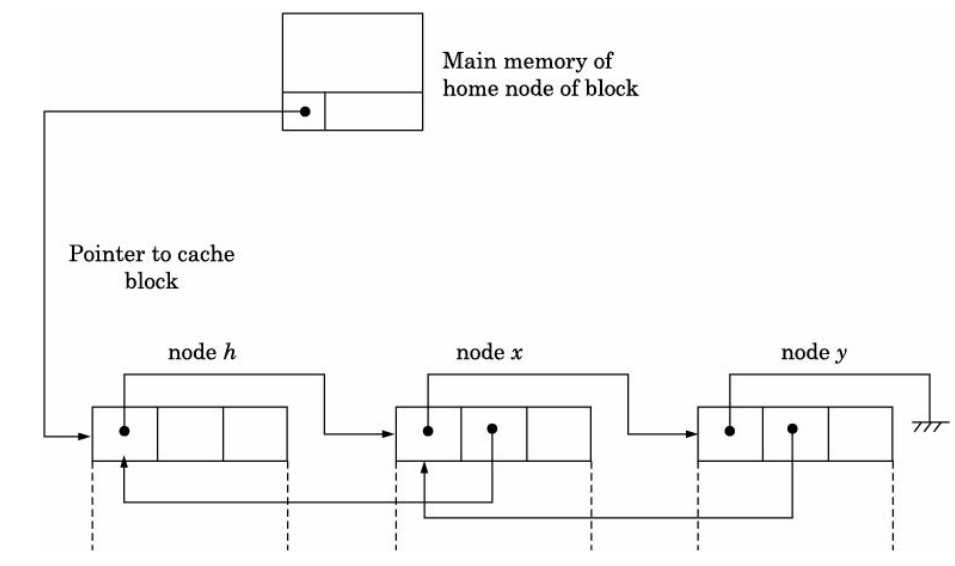 Main memory of
home node of block
Pointer to cache
block
node h
node x
node y